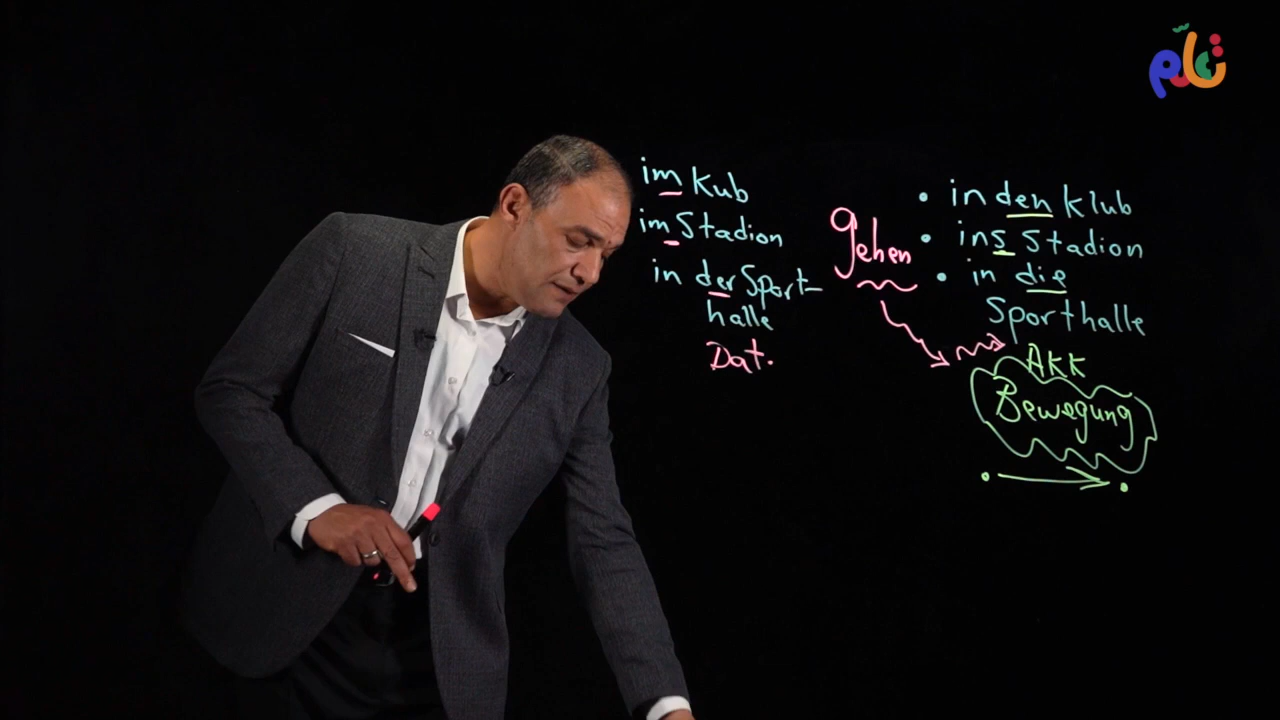 im Kub
im Stadion
in der Sport-
halle
Dat.
gehen
• in den Klub
• ins Stadion
• in die
Sporthalle
AKK
Bewegung